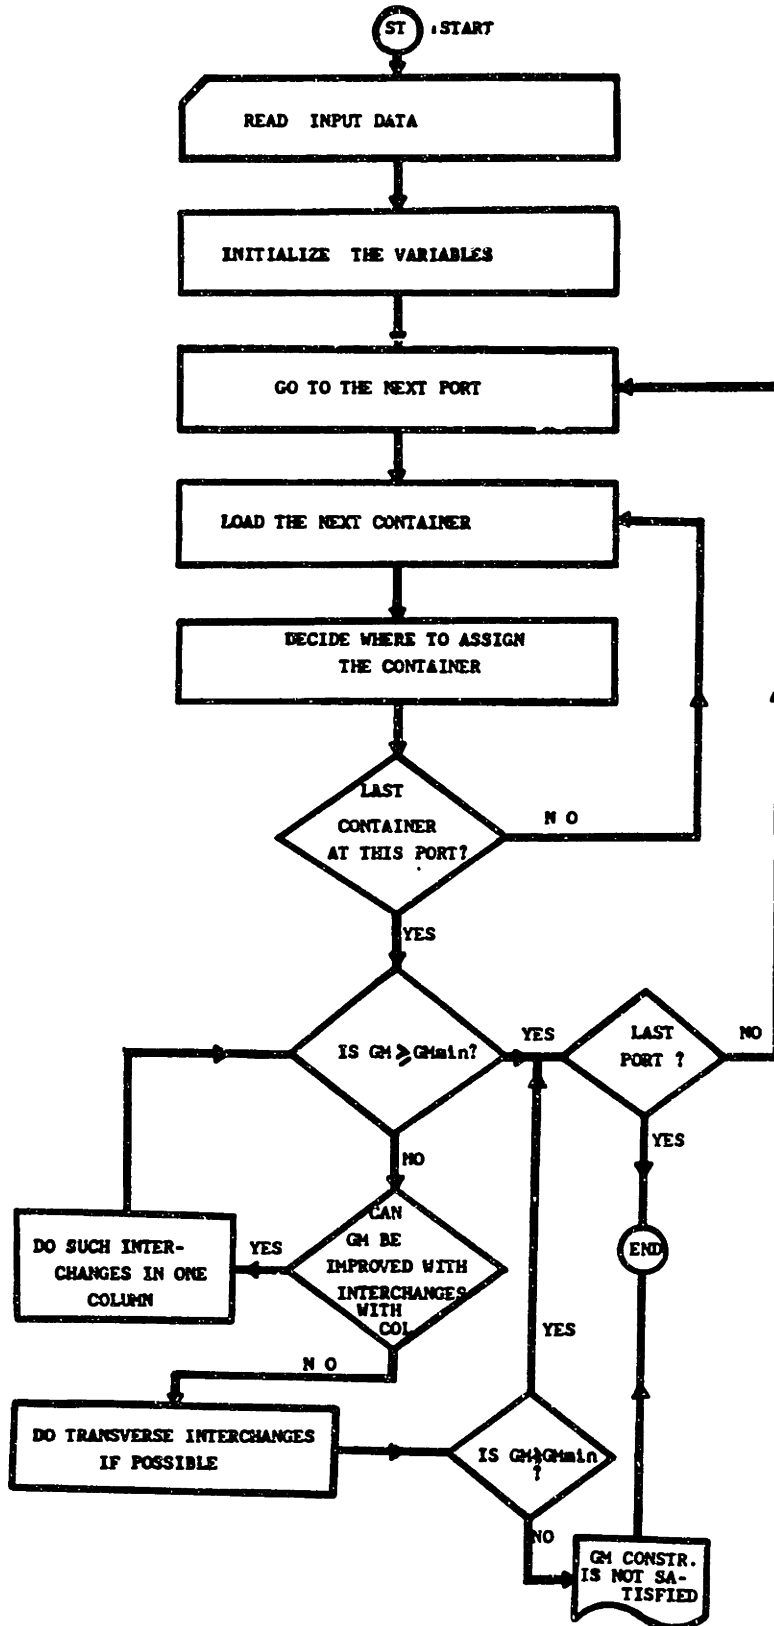 ST :START
READ INPUT DATA
INITIALIZE THE VARIABLES
GO TO THE NEXT PORT
LOAD THE NEXT CONTAINER
DECIDE WHERE TO ASSIGN
THE CONTAINER
LAST
CONTAINER
AT THIS PORT?
N O
YES
IS GM ≥ GMmin?
YES
LAST
PORT ?
NO
YES
END
NO
CAN
GM BE
IMPROVED WITH
INTERCHANGES
WITH
COL
YES
DO SUCH INTER-
CHANGES IN ONE
COLUMN
N O
DO TRANSVERSE INTERCHANGES
IF POSSIBLE
YES
IS GM≥GMmin
?
NO
GM CONSTR.
IS NOT SA-
TISFIED